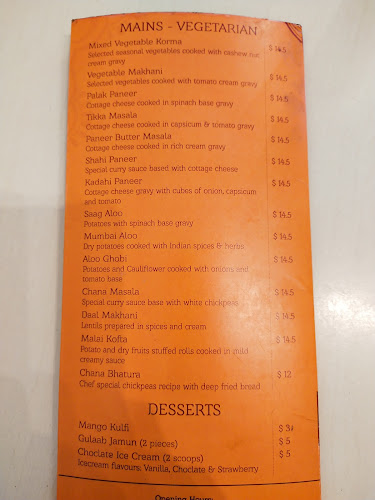 MAINS - VEGETARIAN
Mixed Vegetable Korma $ 14.5
Selected seasonal vegetables cooked with cashew nut
cream gravy
Vegetable Makhani $ 14.5
Selected vegetables cooked with tomato cream gravy
Palak Paneer $ 14.5
Cottage cheese cooked in spinach base gravy
Tikka Masala $ 14.5
Cottage cheese cooked in capsicum & tomato gravy
Paneer Butter Masala $ 14.5
Cottage cheese cooked in rich cream gravy
Shahi Paneer $ 14.5
Special curry sauce based with cottage cheese
Kadahi Paneer $ 14.5
Cottage cheese gravy with cubes of onion, capsicum
and tomato
Saag Aloo $ 14.5
Potatoes with spinach base gravy
Mumbai Aloo $ 14.5
Dry potatoes cooked with Indian spices & herbs
Aloo Ghobi $ 14.5
Potatoes and Cauliflower cooked with onions and
tomato base
Chana Masala $ 14.5
Special curry sauce base with white chickpeas
Daal Makhani $ 14.5
Lentils prepared in spices and cream
Malai Kofta $ 14.5
Potato and dry fruits stuffed rolls cooked in mild
creamy sauce
Chana Bhatura $ 12
Chef special chickpeas recipe with deep fried bread
DESSERTS
Mango Kulfi $ 3
Gulaab Jamun (2 pieces) $ 5
Choclate Ice Cream (2 scoops) $ 5
Icecream flavours: Vanilla, Choclate & Strawberry
Opening Hours